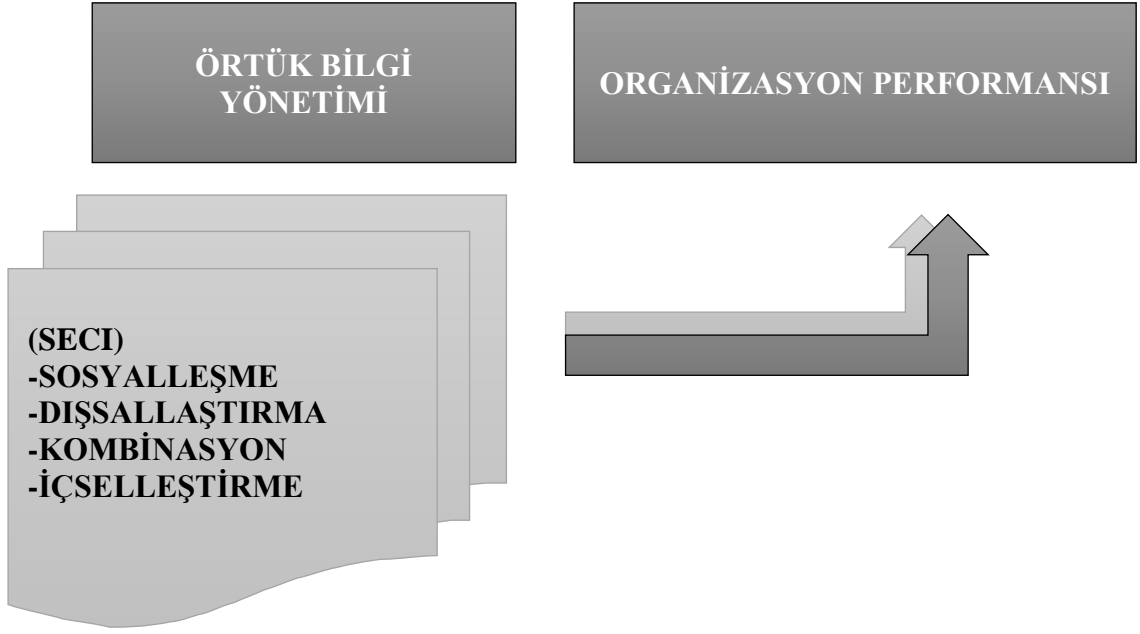 ÖRTÜK BİLGİ
YÖNETİMİ
ORGANİZASYON PERFORMANSI
(SECI)
-SOSYALLEŞME
-DIŞSALLAŞTIRMA
-KOMBİNASYON
-İÇSELLEŞTİRME